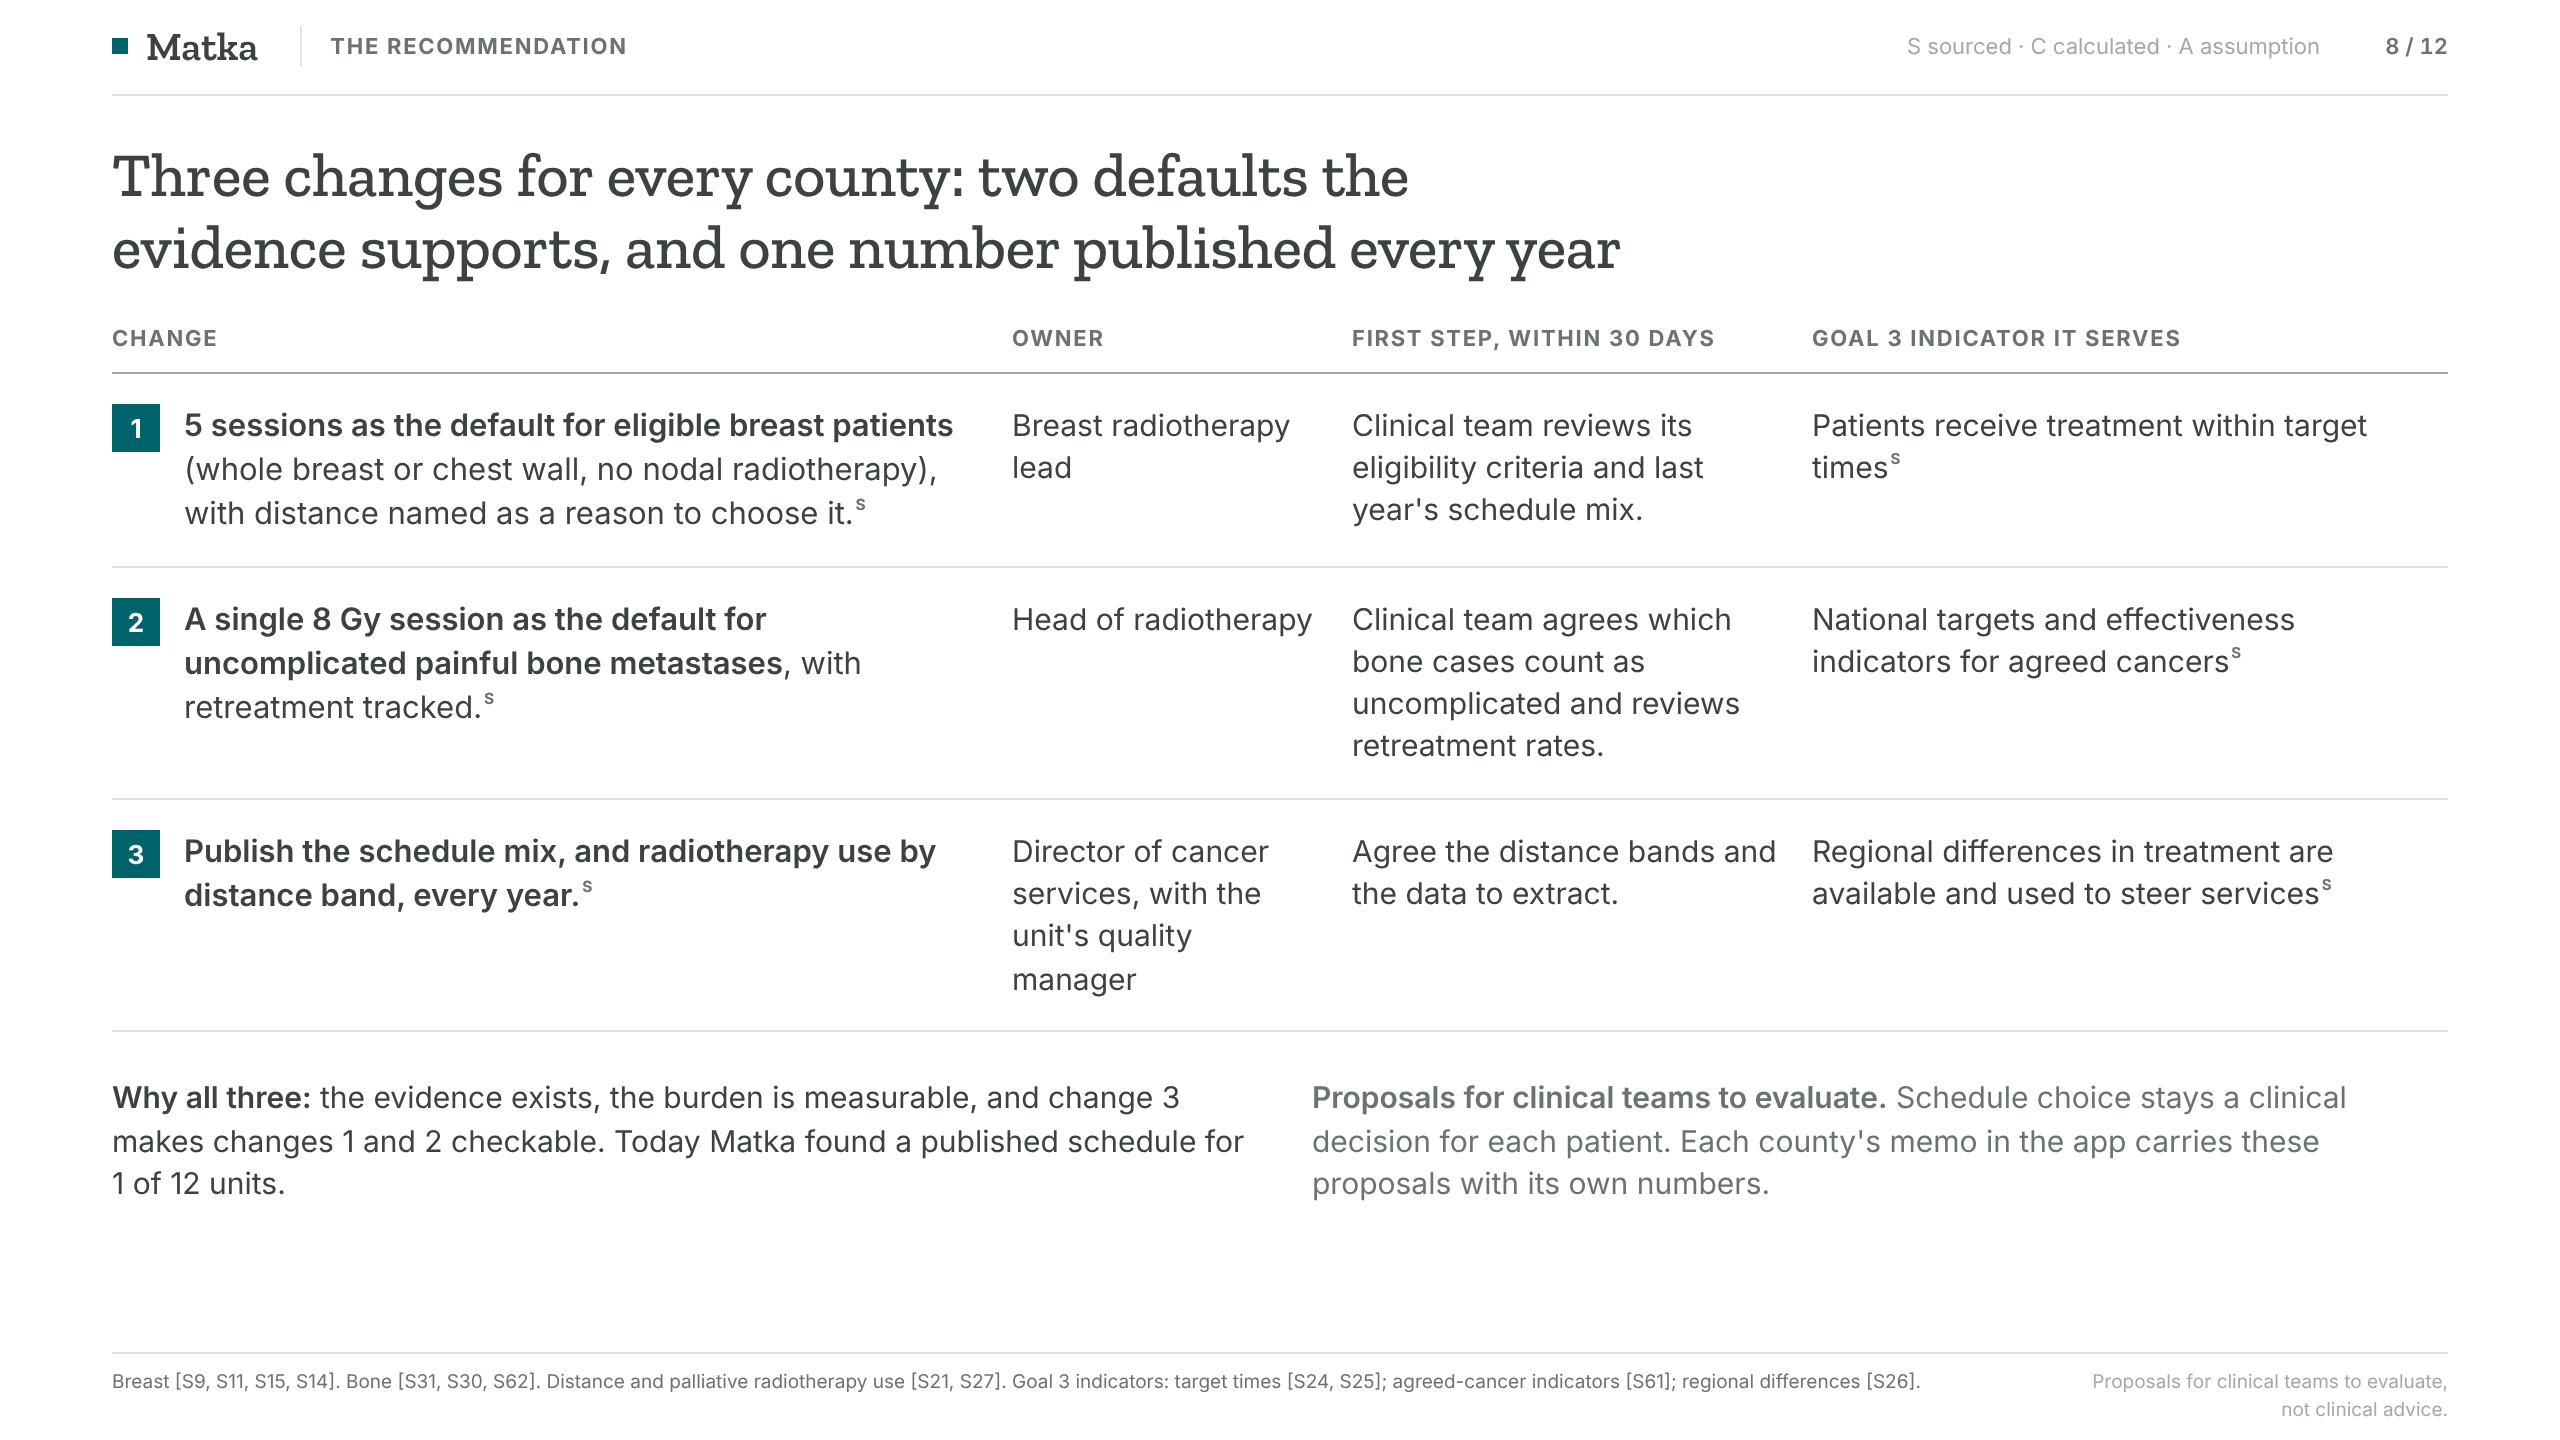 Matka
THE RECOMMENDATION
S sourced · C calculated · A assumption
8 / 12
Three changes for every county: two defaults the
evidence supports, and one number published every year
CHANGE
OWNER
FIRST STEP, WITHIN 30 DAYS
GOAL 3 INDICATOR IT SERVES
1
5 sessions as the default for eligible breast patients
(whole breast or chest wall, no nodal radiotherapy),
with distance named as a reason to choose it.S
Breast radiotherapy
lead
Clinical team reviews its
eligibility criteria and last
year's schedule mix.
Patients receive treatment within target
timesS
2
A single 8 Gy session as the default for
uncomplicated painful bone metastases, with
retreatment tracked.S
Head of radiotherapy
Clinical team agrees which
bone cases count as
uncomplicated and reviews
retreatment rates.
National targets and effectiveness
indicators for agreed cancersS
3
Publish the schedule mix, and radiotherapy use by
distance band, every year.S
Director of cancer
services, with the
unit's quality
manager
Agree the distance bands and
the data to extract.
Regional differences in treatment are
available and used to steer servicesS
Why all three: the evidence exists, the burden is measurable, and change 3
makes changes 1 and 2 checkable. Today Matka found a published schedule for
1 of 12 units.
Proposals for clinical teams to evaluate. Schedule choice stays a clinical
decision for each patient. Each county's memo in the app carries these
proposals with its own numbers.
Breast [S9, S11, S15, S14]. Bone [S31, S30, S62]. Distance and palliative radiotherapy use [S21, S27]. Goal 3 indicators: target times [S24, S25]; agreed-cancer indicators [S61]; regional differences [S26].
Proposals for clinical teams to evaluate,
not clinical advice.